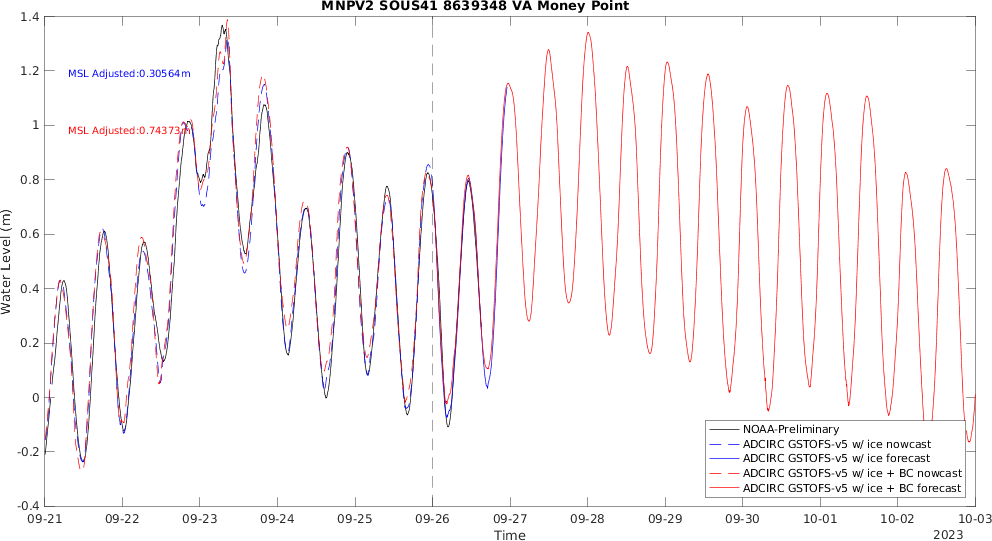 MNPV2 SOUS41 8639348 VA Money Point
1.4
1.2
1
0.8
0.6
0.4
0.2
0
-0.2
-0.4
Water Level (m)
MSL Adjusted:0.30564m
MSL Adjusted:0.74373m
NOAA-Preliminary
ADCIRC GSTOFS-v5 w/ ice nowcast
ADCIRC GSTOFS-v5 w/ ice forecast
ADCIRC GSTOFS-v5 w/ ice + BC nowcast
ADCIRC GSTOFS-v5 w/ ice + BC forecast
09-21 09-22 09-23 09-24 09-25 09-26 09-27 09-28 09-29 09-30 10-01 10-02 10-03
Time
2023